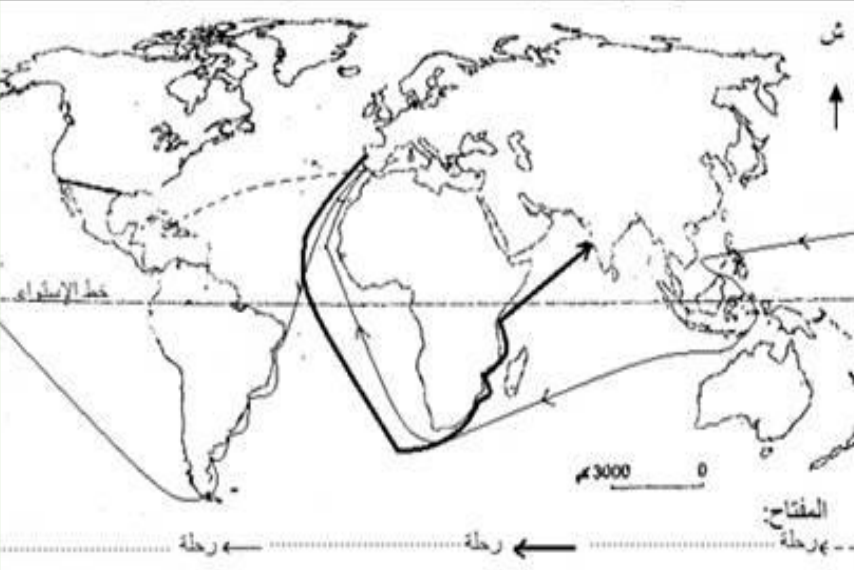 ش
خط الإستواء
3000 كم 0
المفتاح:
رحلة ........................ رحلة ........................ رحلة ........................